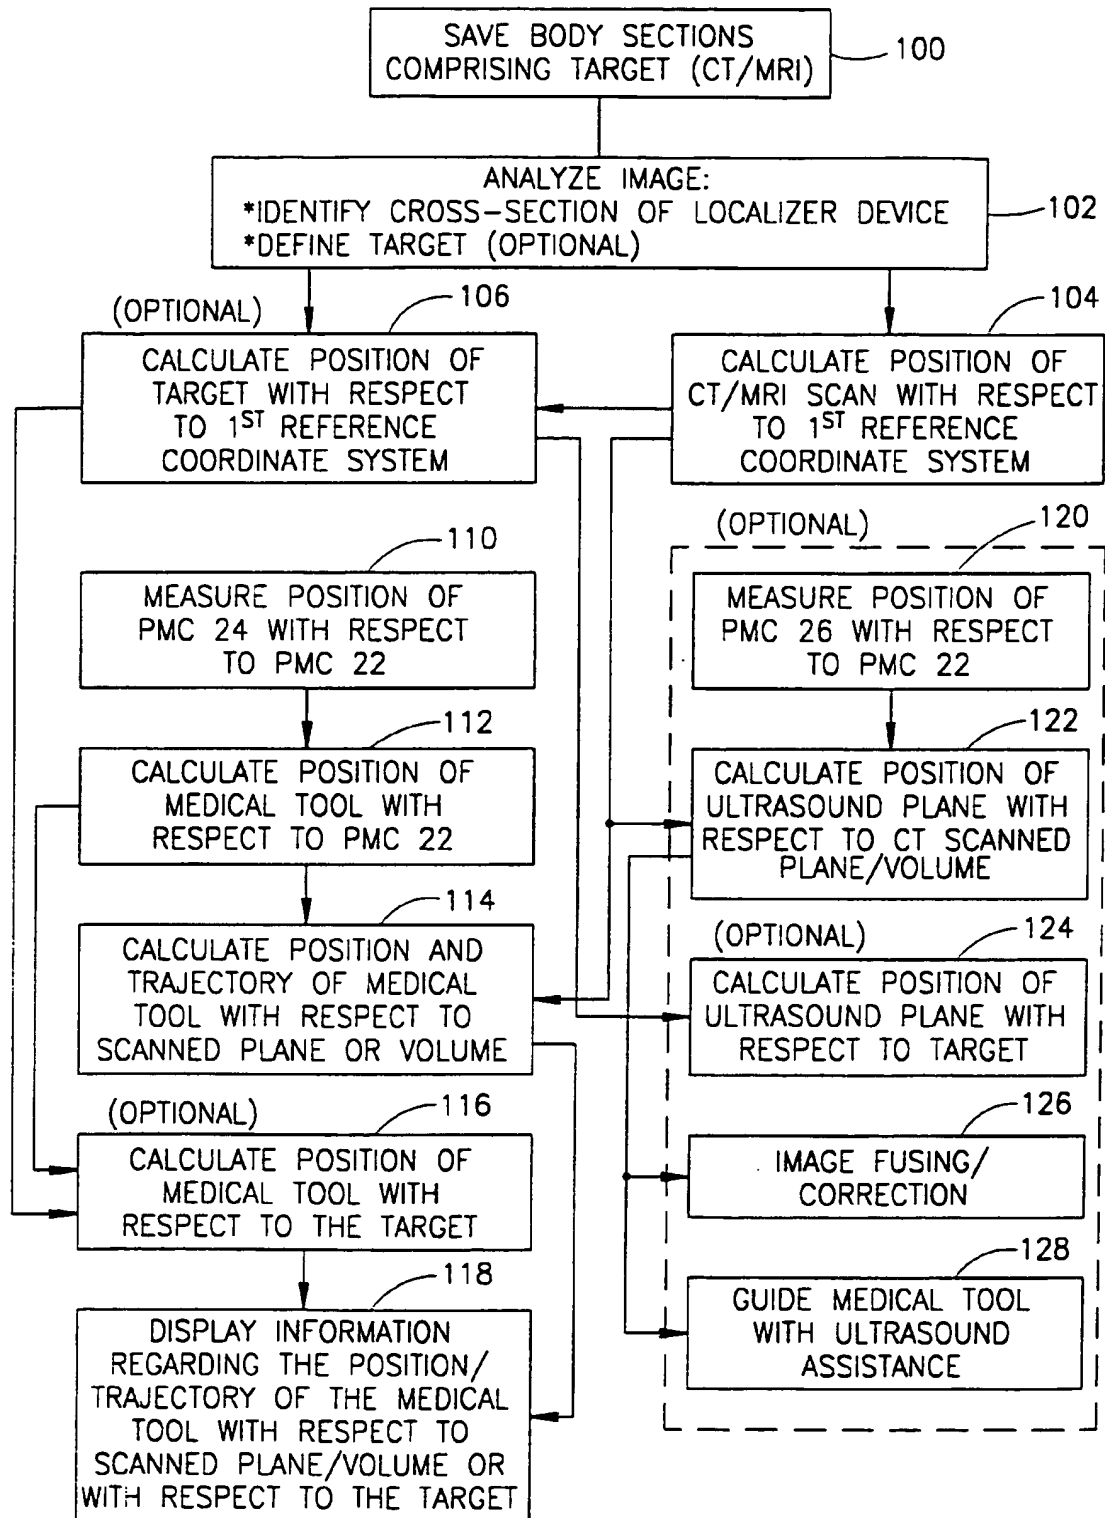 SAVE BODY SECTIONS
COMPRISING TARGET (CT/MRI)
100
ANALYZE IMAGE:
*IDENTIFY CROSS-SECTION OF LOCALIZER DEVICE
*DEFINE TARGET (OPTIONAL)
102
(OPTIONAL)
106
CALCULATE POSITION OF
TARGET WITH RESPECT
TO 1ST REFERENCE
COORDINATE SYSTEM
104
CALCULATE POSITION OF
CT/MRI SCAN WITH RESPECT
TO 1ST REFERENCE
COORDINATE SYSTEM
110
MEASURE POSITION OF
PMC 24 WITH RESPECT
TO PMC 22
112
CALCULATE POSITION OF
MEDICAL TOOL WITH
RESPECT TO PMC 22
114
CALCULATE POSITION AND
TRAJECTORY OF MEDICAL
TOOL WITH RESPECT TO
SCANNED PLANE OR VOLUME
(OPTIONAL)
116
CALCULATE POSITION OF
MEDICAL TOOL WITH
RESPECT TO THE TARGET
118
DISPLAY INFORMATION
REGARDING THE POSITION/
TRAJECTORY OF THE MEDICAL
TOOL WITH RESPECT TO
SCANNED PLANE/VOLUME OR
WITH RESPECT TO THE TARGET
(OPTIONAL)
120
MEASURE POSITION OF
PMC 26 WITH RESPECT
TO PMC 22
122
CALCULATE POSITION OF
ULTRASOUND PLANE WITH
RESPECT TO CT SCANNED
PLANE/VOLUME
(OPTIONAL)
124
CALCULATE POSITION OF
ULTRASOUND PLANE WITH
RESPECT TO TARGET
126
IMAGE FUSING/
CORRECTION
128
GUIDE MEDICAL TOOL
WITH ULTRASOUND
ASSISTANCE